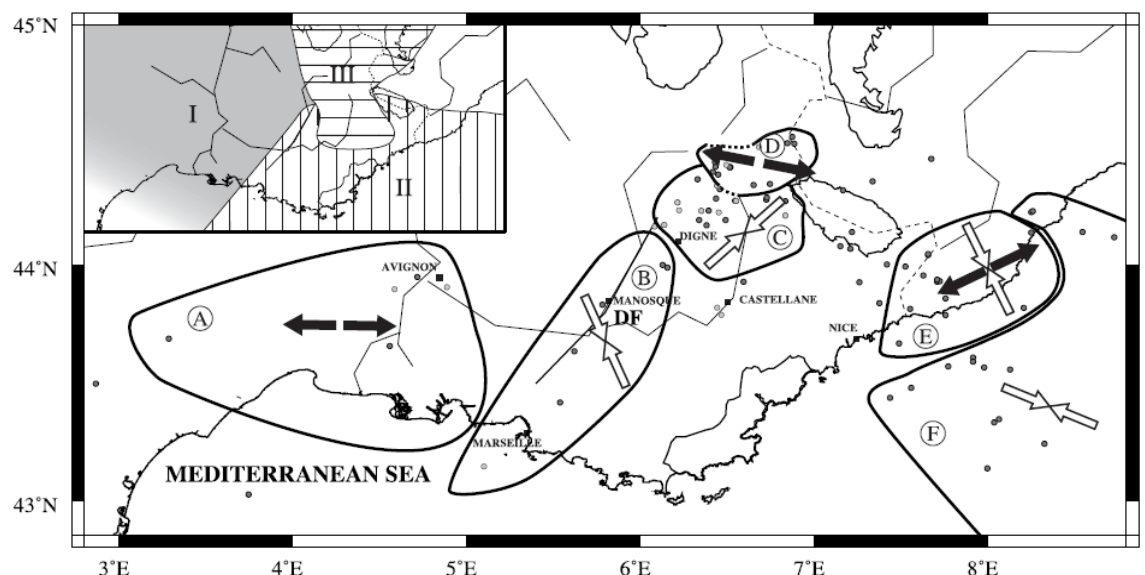 45˚N
I
III
II
D
DIGNE
C
44˚N
AVIGNON
B
A
MANOSQUE
CASTELLANE
DF
NICE
E
F
MARSEILLE
MEDITERRANEAN SEA
43˚N
3˚E 4˚E 5˚E 6˚E 7˚E 8˚E